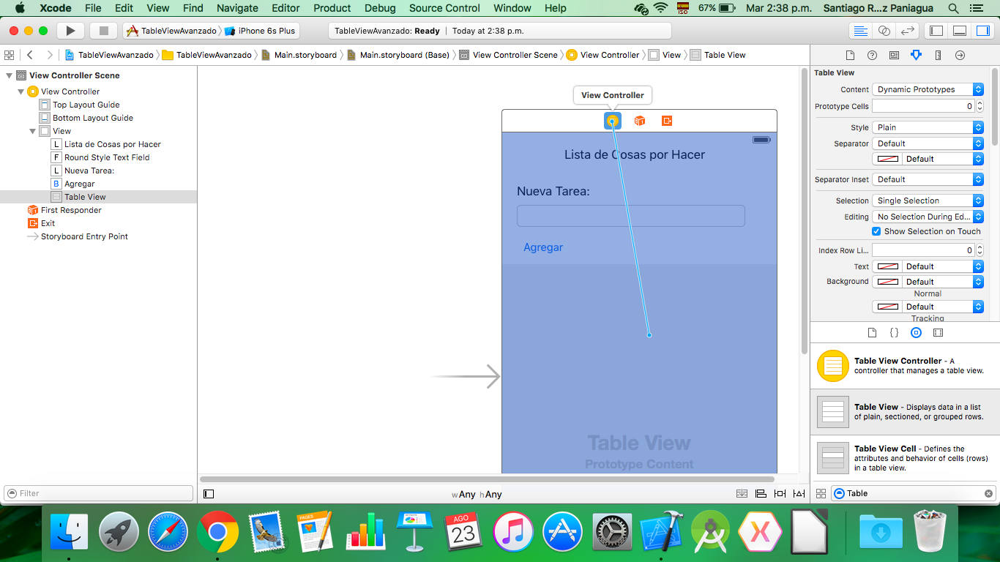 Xcode File Edit View Find Navigate Editor Product Debug Source Control Window Help ISO 67% Mar 2:38 p.m. Santiago R...z Paniagua
TableViewAvanzado iPhone 6s Plus TableViewAvanzado: Ready | Today at 2:38 p.m.
TableViewAvanzado TableViewAvanzado Main.storyboard Main.storyboard (Base) View Controller Scene View Controller View Table View
View Controller Scene
View Controller
Top Layout Guide
Bottom Layout Guide
View
L Lista de Cosas por Hacer
F Round Style Text Field
L Nueva Tarea:
B Agregar
Table View
First Responder
Exit
Storyboard Entry Point
Filter
View Controller
Lista de Cosas por Hacer
Nueva Tarea:
Agregar
Table View
Prototype Content
wAny hAny
Table View
Content Dynamic Prototypes
Prototype Cells 0
Style Plain
Separator Default
Default
Separator Inset Default
Selection Single Selection
Editing No Selection During Ed...
Show Selection on Touch
Index Row Li... 0
Text Default
Background Default
Normal
Default
Tracking
{}
Table View Controller - A
controller that manages a table view.
Table View - Displays data in a list
of plain, sectioned, or grouped rows.
Table View Cell - Defines the
attributes and behavior of cells (rows)
in a table view.
Table
AGO
23